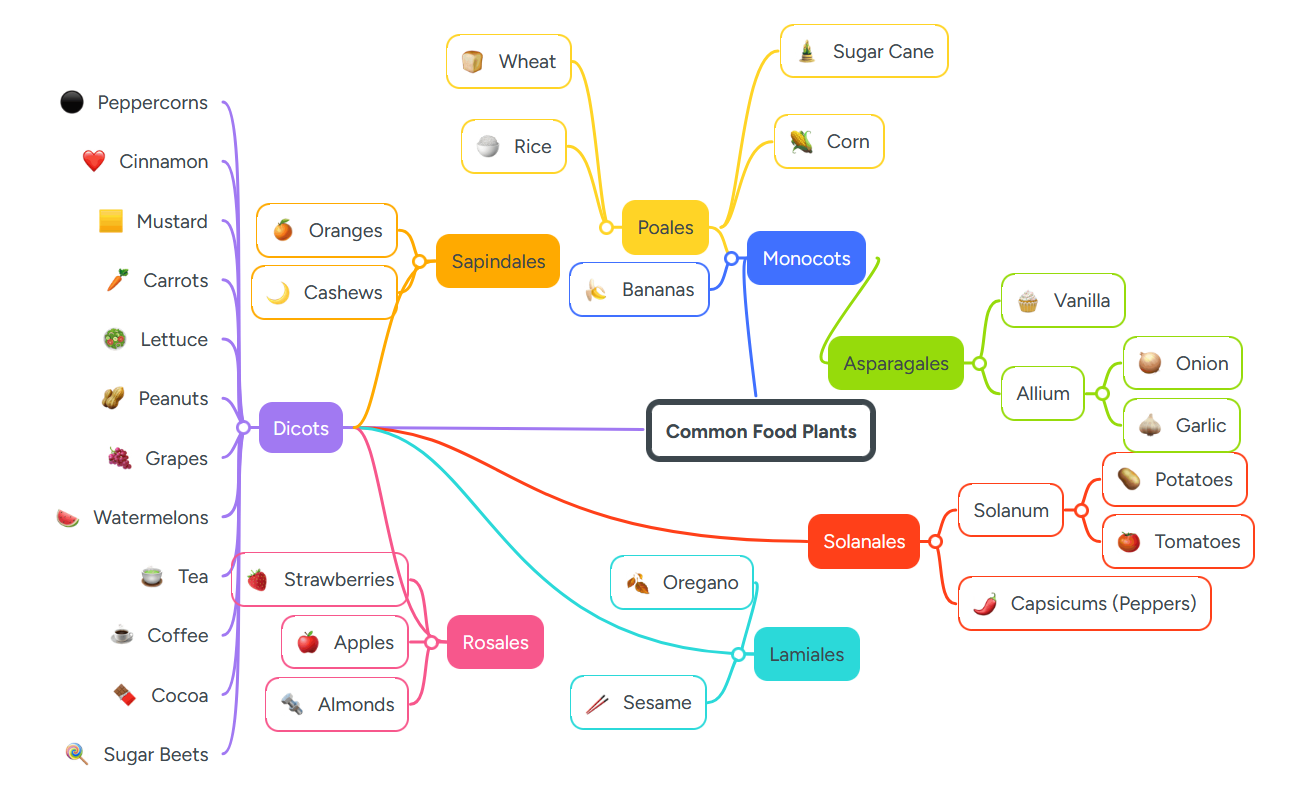 Common Food Plants
Monocots
Poales
Wheat
Rice
Sugar Cane
Corn
Bananas
Asparagales
Vanilla
Allium
Onion
Garlic
Dicots
Peppercorns
Cinnamon
Mustard
Carrots
Lettuce
Peanuts
Grapes
Watermelons
Tea
Coffee
Cocoa
Sugar Beets
Sapindales
Oranges
Cashews
Rosales
Strawberries
Apples
Almonds
Lamiales
Oregano
Sesame
Solanales
Solanum
Potatoes
Tomatoes
Capsicums (Peppers)